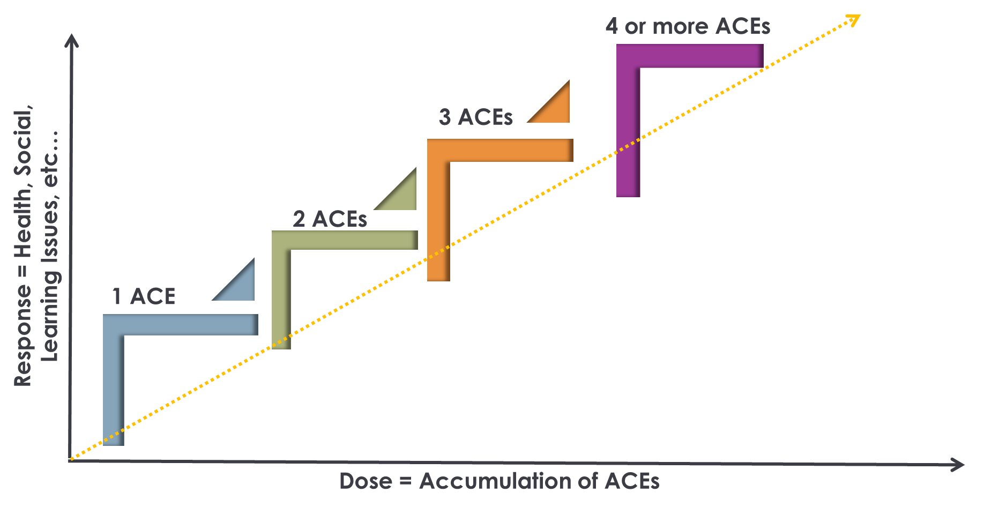 4 or more ACEs
3 ACEs
2 ACEs
1 ACE
Response = Health, Social,
Learning Issues, etc...
Dose = Accumulation of ACEs